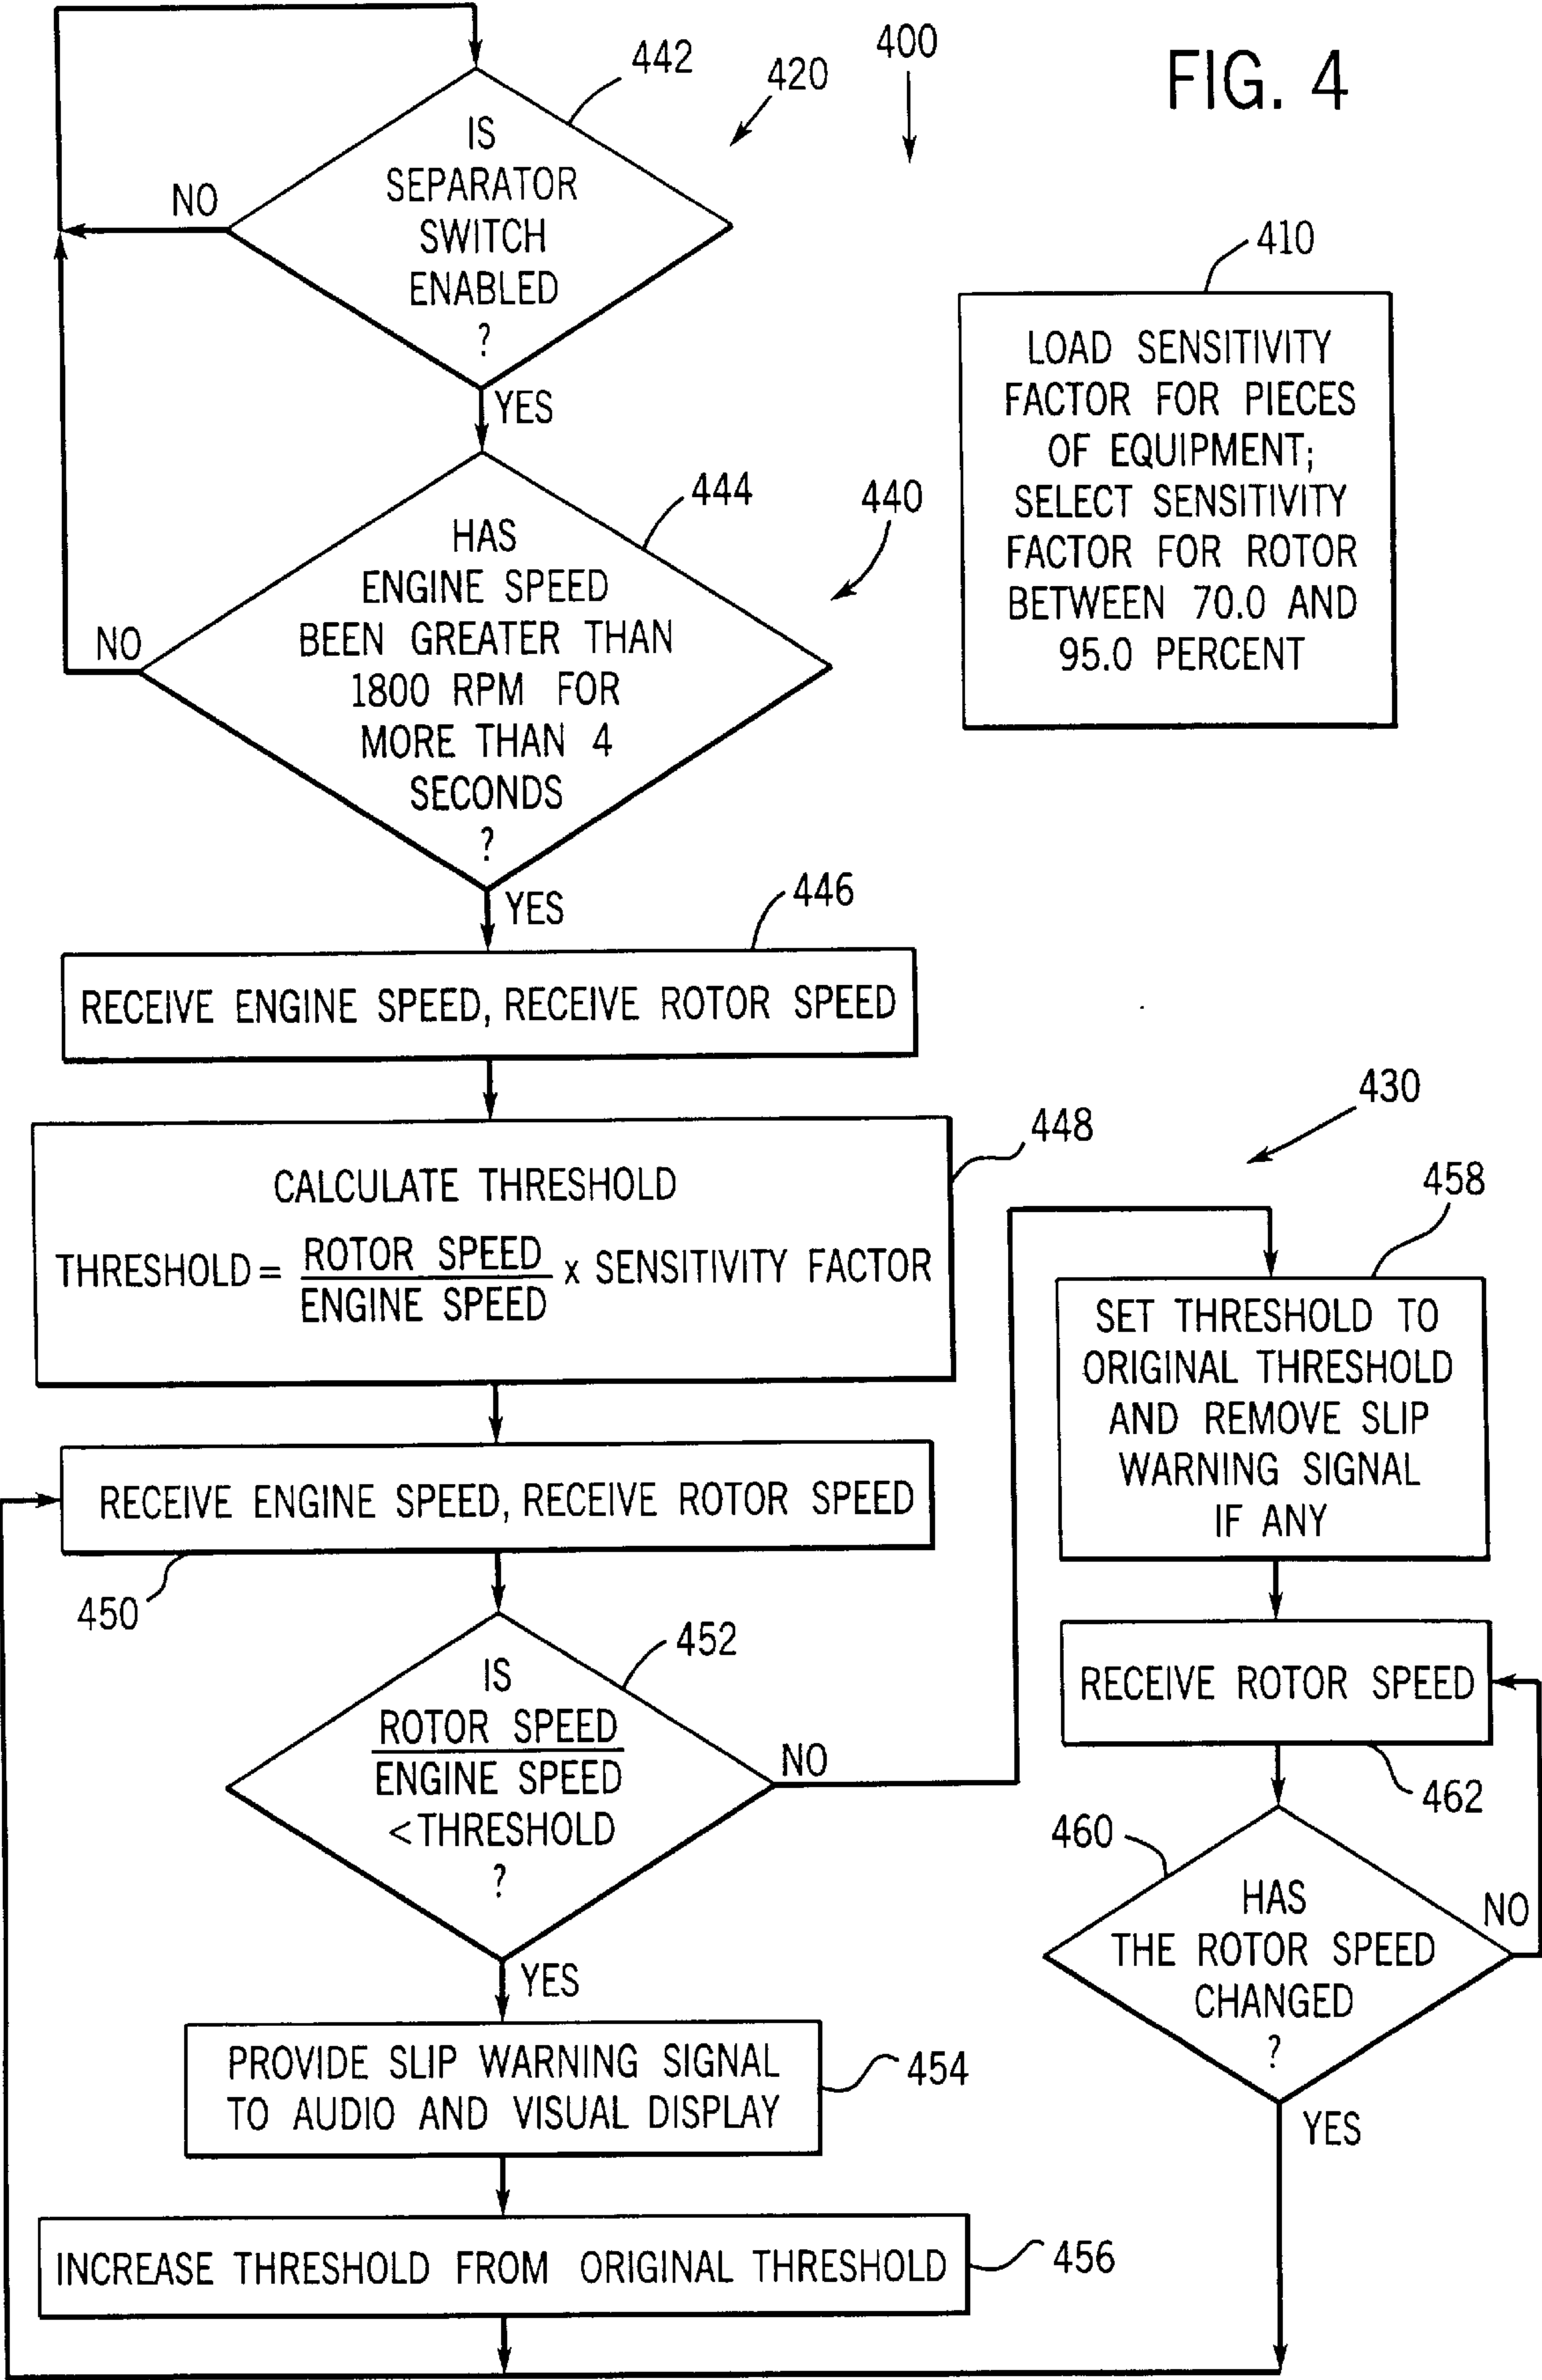 FIG. 4
400
420
442
IS
SEPARATOR
SWITCH
ENABLED
?
NO
YES
410
LOAD SENSITIVITY
FACTOR FOR PIECES
OF EQUIPMENT;
SELECT SENSITIVITY
FACTOR FOR ROTOR
BETWEEN 70.0 AND
95.0 PERCENT
444
440
HAS
ENGINE SPEED
BEEN GREATER THAN
1800 RPM FOR
MORE THAN 4
SECONDS
?
NO
YES
446
RECEIVE ENGINE SPEED, RECEIVE ROTOR SPEED
448
CALCULATE THRESHOLD
THRESHOLD = ROTOR SPEED / ENGINE SPEED x SENSITIVITY FACTOR
RECEIVE ENGINE SPEED, RECEIVE ROTOR SPEED
450
452
IS
ROTOR SPEED
ENGINE SPEED
< THRESHOLD
?
NO
YES
PROVIDE SLIP WARNING SIGNAL
TO AUDIO AND VISUAL DISPLAY
454
INCREASE THRESHOLD FROM ORIGINAL THRESHOLD
456
430
458
SET THRESHOLD TO
ORIGINAL THRESHOLD
AND REMOVE SLIP
WARNING SIGNAL
IF ANY
RECEIVE ROTOR SPEED
462
460
HAS
THE ROTOR SPEED
CHANGED
?
NO
YES